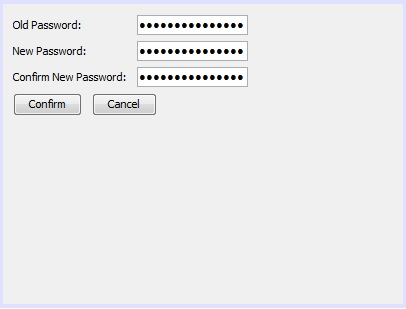 Old Password: ●●●●●●●●●●●●●●●
New Password: ●●●●●●●●●●●●●●●
Confirm New Password: ●●●●●●●●●●●●●●●
Confirm Cancel